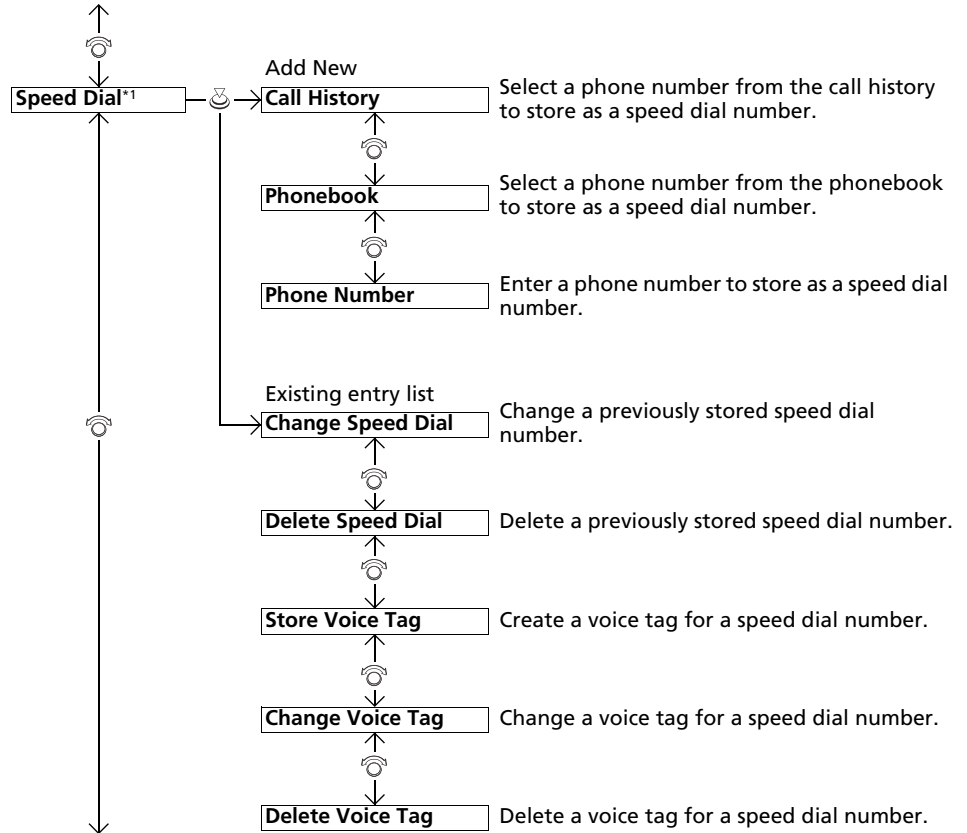 Add New
Speed Dial*1
Call History
Select a phone number from the call history
to store as a speed dial number.
Phonebook
Select a phone number from the phonebook
to store as a speed dial number.
Phone Number
Enter a phone number to store as a speed dial
number.
Existing entry list
Change Speed Dial
Change a previously stored speed dial
number.
Delete Speed Dial
Delete a previously stored speed dial number.
Store Voice Tag
Create a voice tag for a speed dial number.
Change Voice Tag
Change a voice tag for a speed dial number.
Delete Voice Tag
Delete a voice tag for a speed dial number.